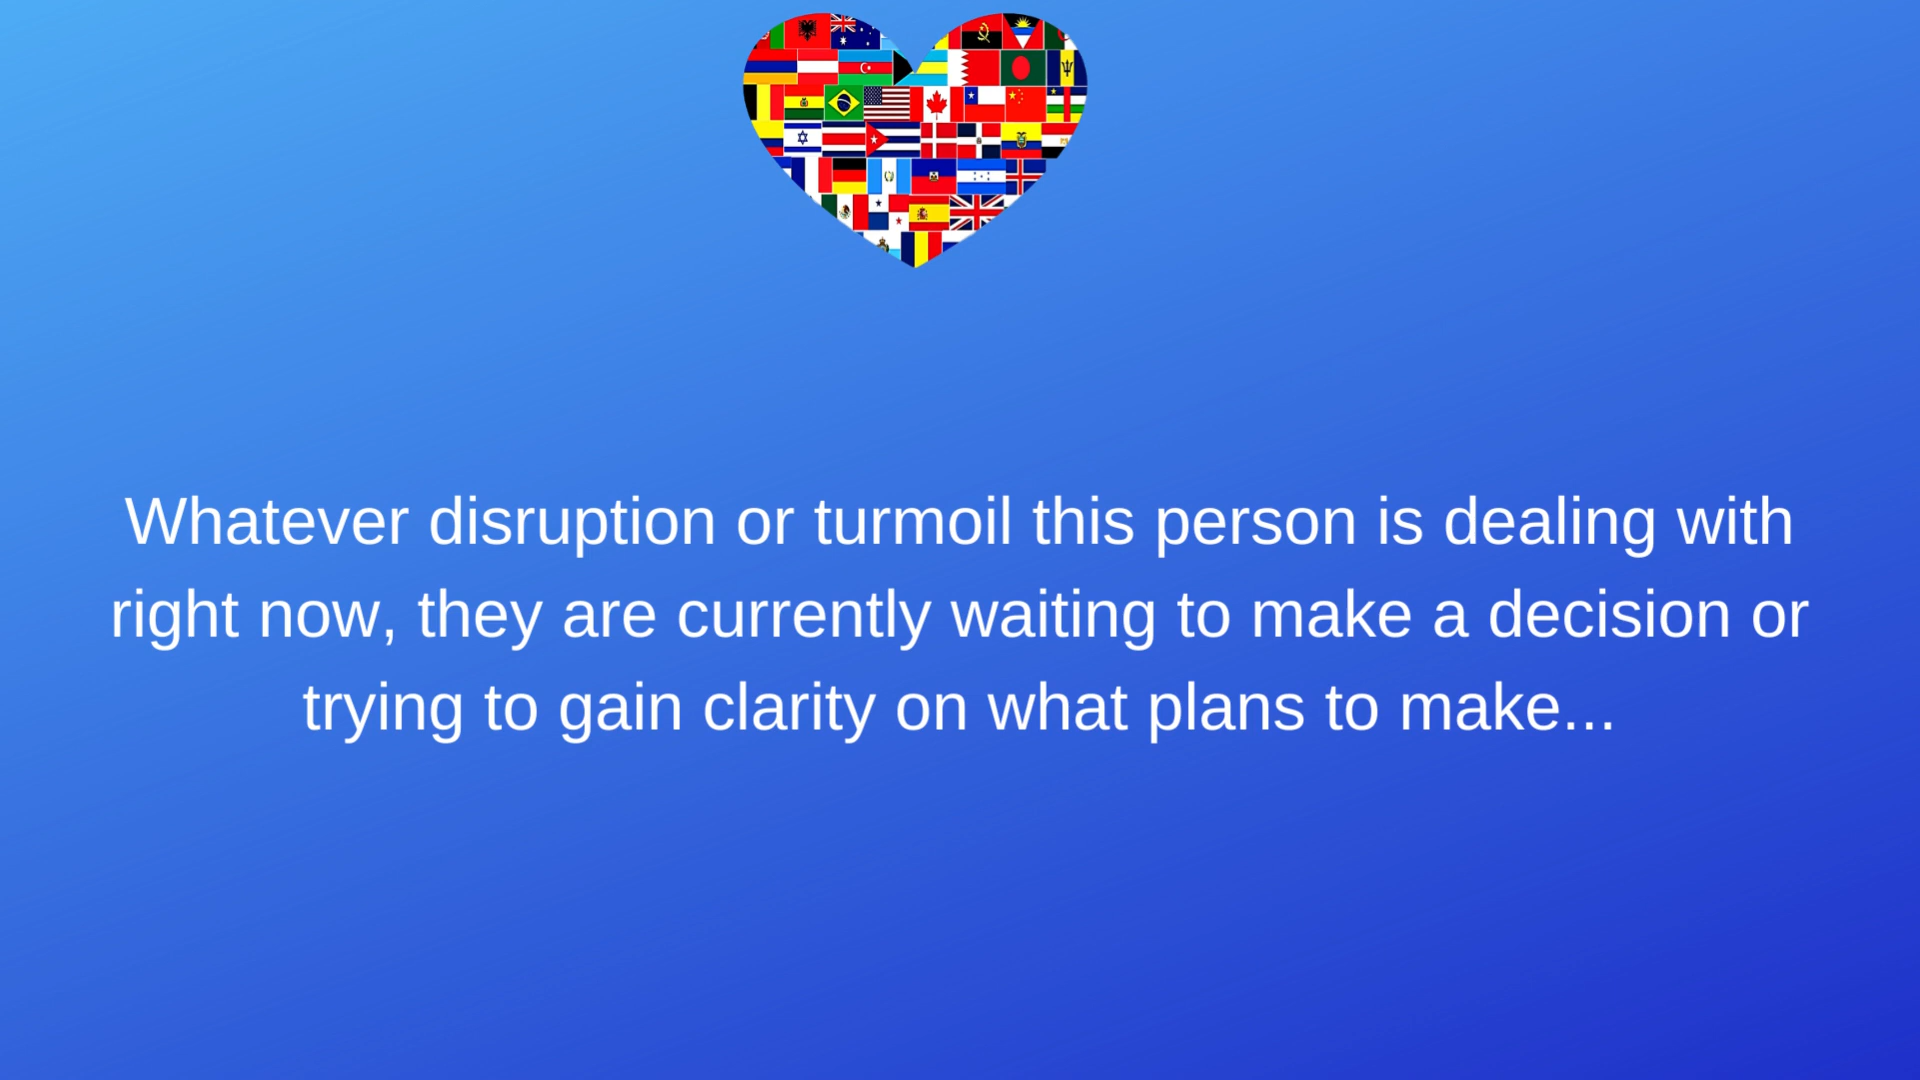 Whatever disruption or turmoil this person is dealing with
right now, they are currently waiting to make a decision or
trying to gain clarity on what plans to make...